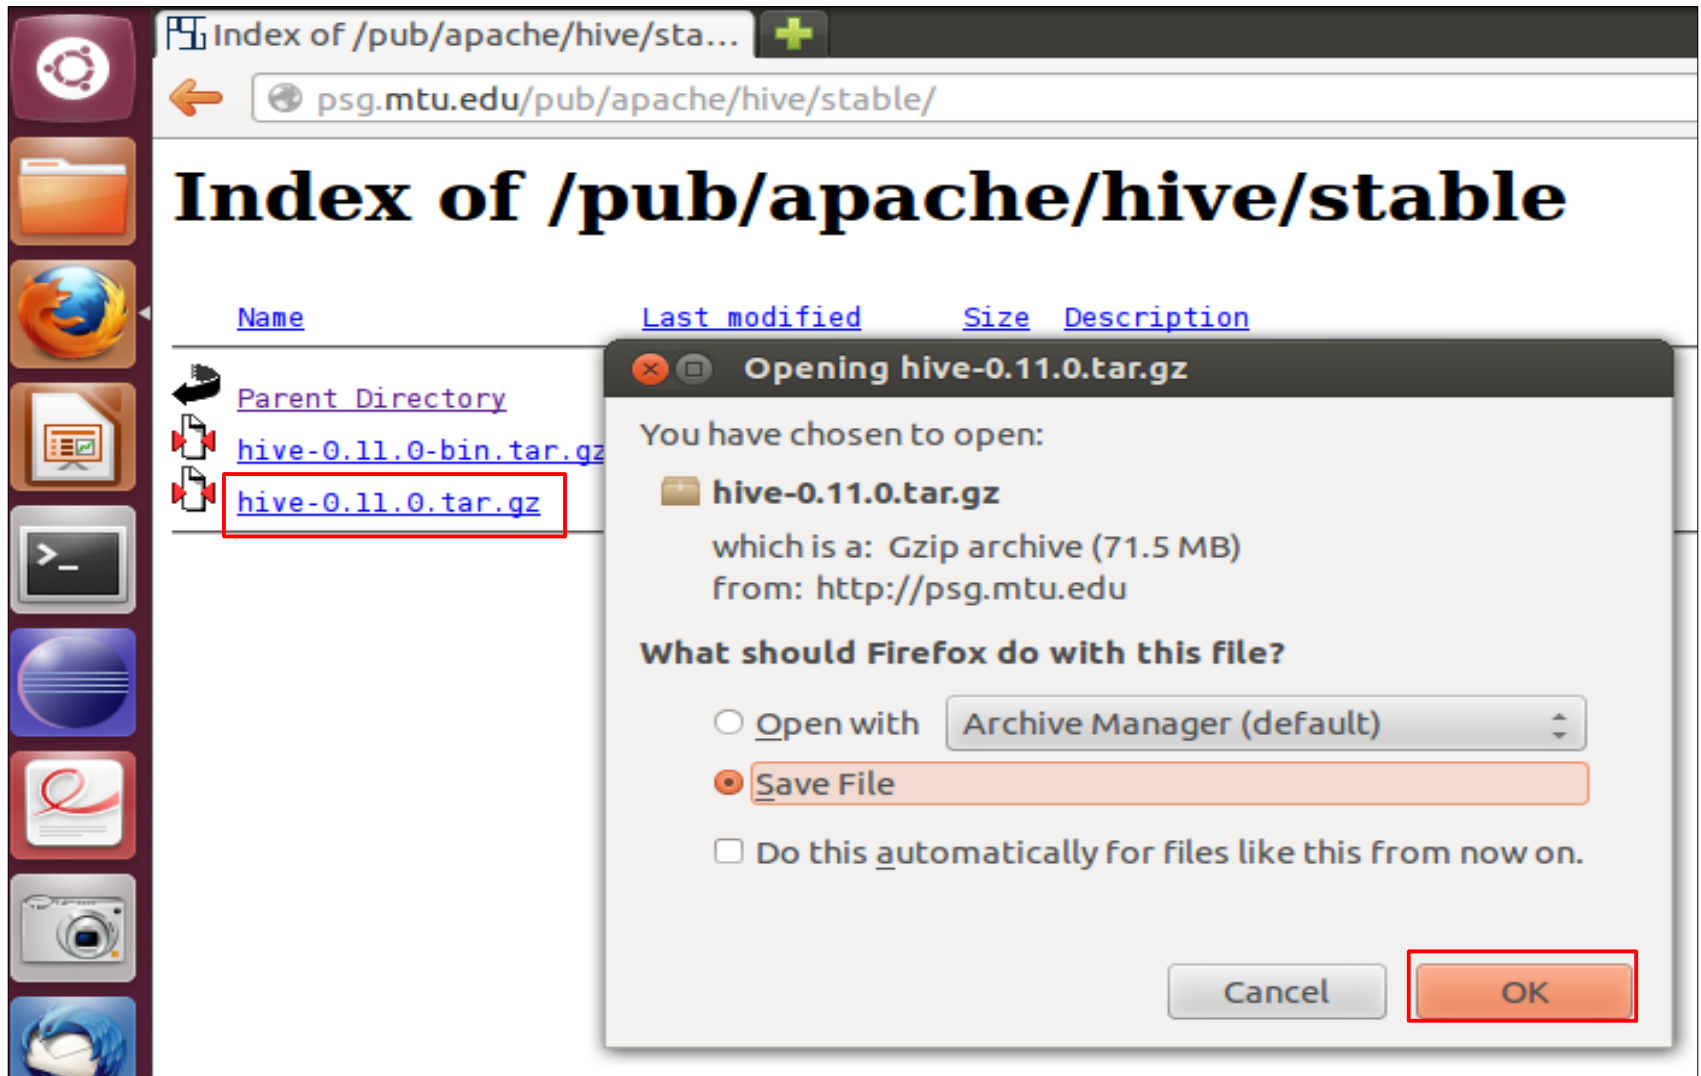 Index of /pub/apache/hive/sta...
psg.mtu.edu/pub/apache/hive/stable/
Index of /pub/apache/hive/stable
Name Last modified Size Description
Parent Directory
hive-0.11.0-bin.tar.gz
hive-0.11.0.tar.gz
Opening hive-0.11.0.tar.gz
You have chosen to open:
hive-0.11.0.tar.gz
which is a: Gzip archive (71.5 MB)
from: http://psg.mtu.edu
What should Firefox do with this file?
Open with Archive Manager (default)
Save File
Do this automatically for files like this from now on.
Cancel OK